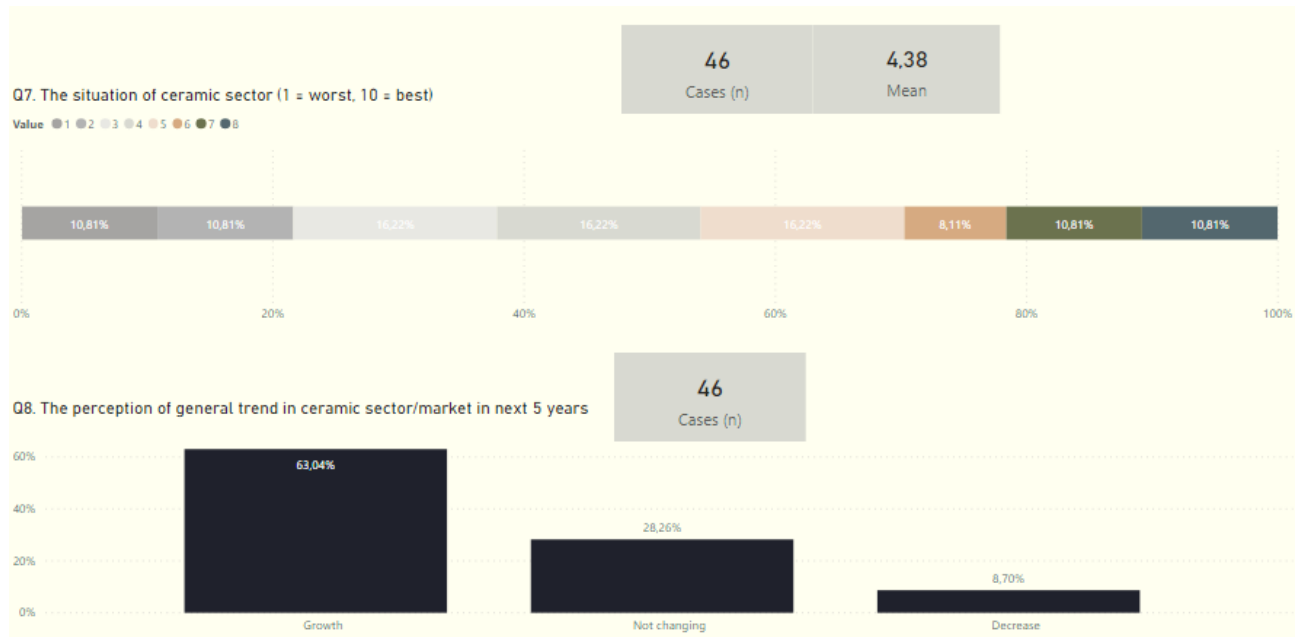 46
Cases (n)
4,38
Mean
Q7. The situation of ceramic sector (1 = worst, 10 = best)
Value 1 2 3 4 5 6 7 8
10,81% 10,81% 16,22% 16,22% 16,22% 8,11% 10,81% 10,81%
0% 20% 40% 60% 80% 100%
46
Cases (n)
Q8. The perception of general trend in ceramic sector/market in next 5 years
60%
63,04%
40%
28,26%
20%
8,70%
0%
Growth Not changing Decrease